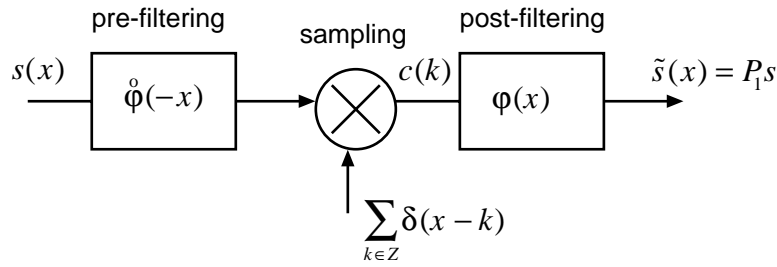 pre-filtering
sampling
post-filtering
s(x)
φ̊(−x)
c(k)
φ(x)
s̃(x) = P₁s
∑ δ(x − k)
k∈Z